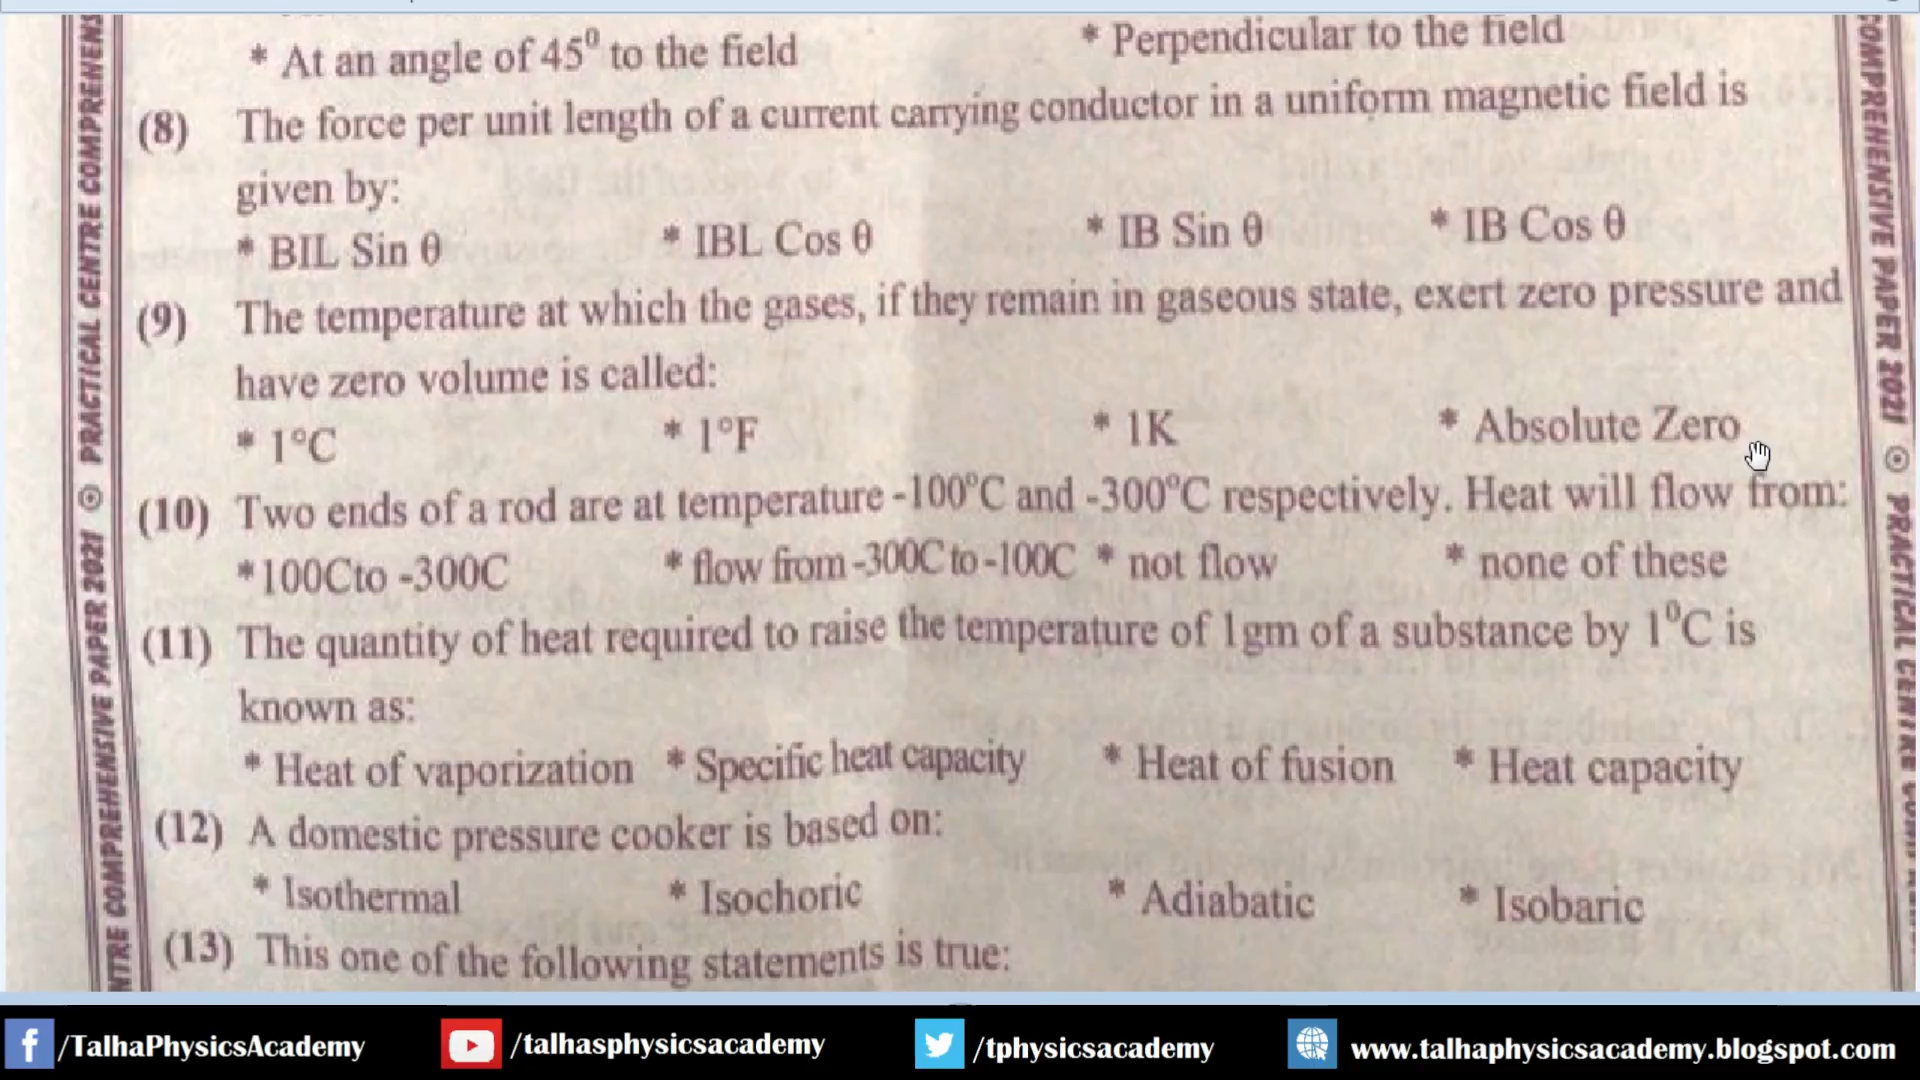 * At an angle of 45⁰ to the field * Perpendicular to the field
(8) The force per unit length of a current carrying conductor in a uniform magnetic field is
given by:
* BIL Sin θ * IBL Cos θ * IB Sin θ * IB Cos θ
(9) The temperature at which the gases, if they remain in gaseous state, exert zero pressure and
have zero volume is called:
* 1°C * 1°F * 1K * Absolute Zero
(10) Two ends of a rod are at temperature -100°C and -300°C respectively. Heat will flow from:
*100Cto -300C * flow from -300C to -100C * not flow * none of these
(11) The quantity of heat required to raise the temperature of 1gm of a substance by 1⁰C is
known as:
* Heat of vaporization * Specific heat capacity * Heat of fusion * Heat capacity
(12) A domestic pressure cooker is based on:
* Isothermal * Isochoric * Adiabatic * Isobaric
(13) This one of the following statements is true:
NTRE COMPREHENSIVE PAPER 2021 ⊙ PRACTICAL CENTRE COMPREHENS
COMPREHENSIVE PAPER 2021 ⊙ PRACTICAL CENTRE
/TalhaPhysicsAcademy /talhasphysicsacademy /tphysicsacademy www.talhaphysicsacademy.blogspot.com